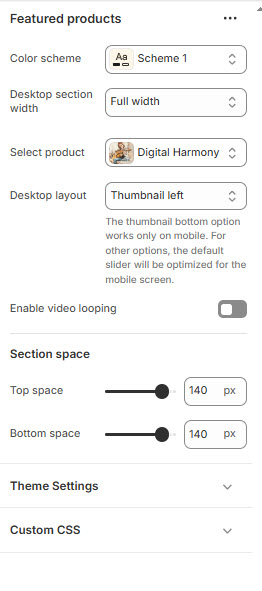 Featured products
Color scheme
Aa
Scheme 1
Desktop section
width
Full width
Select product
Digital Harmony
Desktop layout
Thumbnail left
The thumbnail bottom option
works only on mobile. For
other options, the default
slider will be optimized for the
mobile screen.
Enable video looping
Section space
Top space
140 px
Bottom space
140 px
Theme Settings
Custom CSS